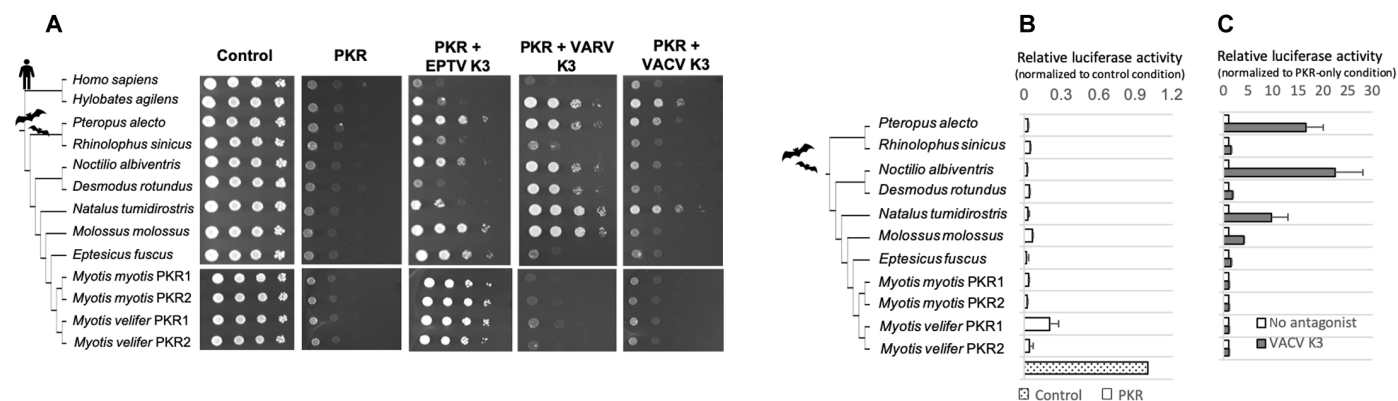 A
Control
PKR
PKR +
EPTV K3
PKR + VARV
K3
PKR +
VACV K3
Homo sapiens
Hylobates agilens
Pteropus alecto
Rhinolophus sinicus
Noctilio albiventris
Desmodus rotundus
Natalus tumidirostris
Molossus molossus
Eptesicus fuscus
Myotis myotis PKR1
Myotis myotis PKR2
Myotis velifer PKR1
Myotis velifer PKR2
B
Relative luciferase activity
(normalized to control condition)
0 0.3 0.6 0.9 1.2
Pteropus alecto
Rhinolophus sinicus
Noctilio albiventris
Desmodus rotundus
Natalus tumidirostris
Molossus molossus
Eptesicus fuscus
Myotis myotis PKR1
Myotis myotis PKR2
Myotis velifer PKR1
Myotis velifer PKR2
Control PKR
C
Relative luciferase activity
(normalized to PKR-only condition)
0 5 10 15 20 25 30
No antagonist
VACV K3